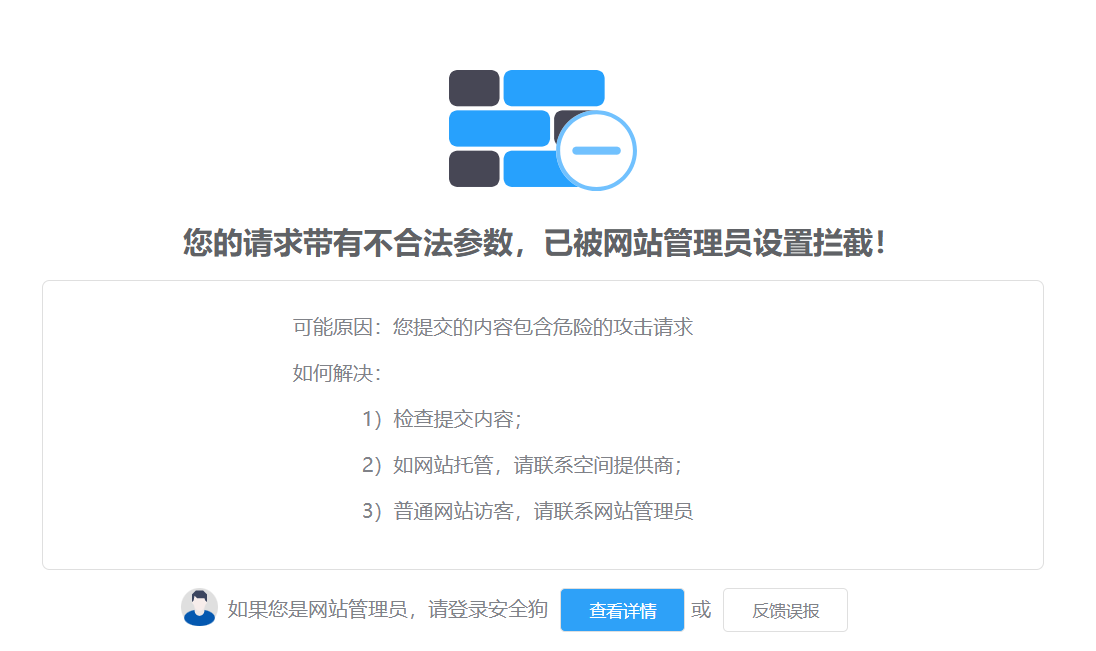 您的请求带有不合法参数，已被网站管理员设置拦截！
可能原因：您提交的内容包含危险的攻击请求
如何解决：
1）检查提交内容；
2）如网站托管，请联系空间提供商；
3）普通网站访客，请联系网站管理员
如果您是网站管理员，请登录安全狗 查看详情 或 反馈误报